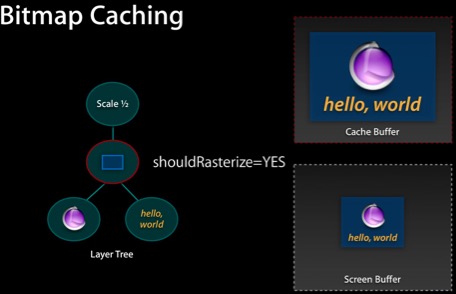 Bitmap Caching
Scale ½
shouldRasterize=YES
hello,
world
Layer Tree
hello, world
Cache Buffer
hello, world
Screen Buffer